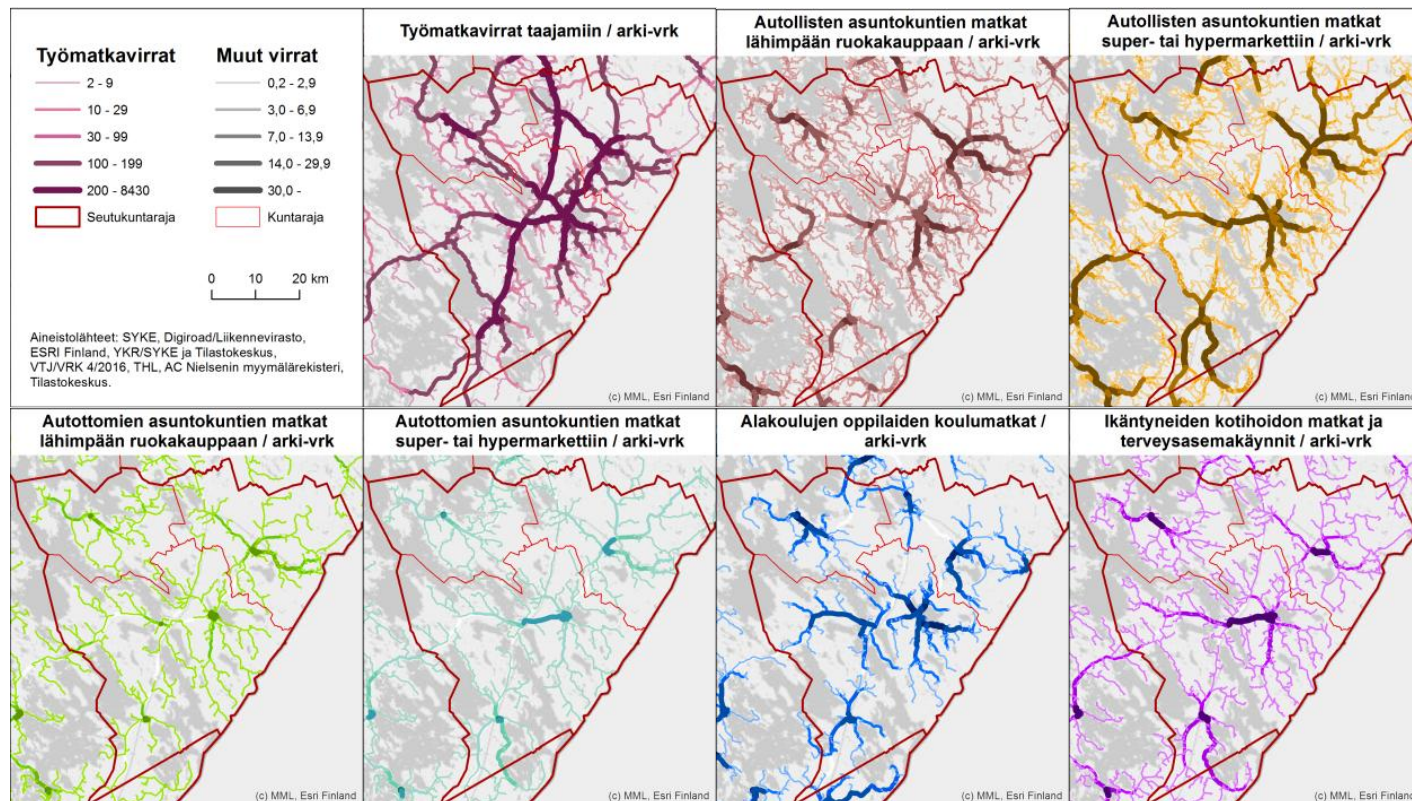 Työmatkavirrat
2 - 9
10 - 29
30 - 99
100 - 199
200 - 8430
Seutukuntaraja
Muut virrat
0,2 - 2,9
3,0 - 6,9
7,0 - 13,9
14,0 - 29,9
30,0 -
Kuntaraja
0 10 20 km
Aineistolähteet: SYKE, Digiroad/Liikennevirasto,
ESRI Finland, YKR/SYKE ja Tilastokeskus,
VTJ/VRK 4/2016, THL, AC Nielsenin myymälärekisteri,
Tilastokeskus.
Työmatkavirrat taajamiin / arki-vrk
(c) MML, Esri Finland
Autollisten asuntokuntien matkat
lähimpään ruokakauppaan / arki-vrk
(c) MML, Esri Finland
Autollisten asuntokuntien matkat
super- tai hypermarkettiin / arki-vrk
(c) MML, Esri Finland
Autottomien asuntokuntien matkat
lähimpään ruokakauppaan / arki-vrk
(c) MML, Esri Finland
Autottomien asuntokuntien matkat
super- tai hypermarkettiin / arki-vrk
(c) MML, Esri Finland
Alakoulujen oppilaiden koulumatkat /
arki-vrk
(c) MML, Esri Finland
Ikäntyneiden kotihoidon matkat ja
terveysasemakäynnit / arki-vrk
(c) MML, Esri Finland